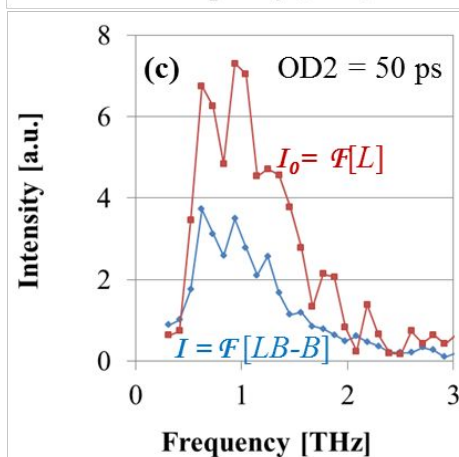 8
(c)
OD2 = 50 ps
6
I₀ = 𝓕[L]
4
Intensity [a.u.]
2
I = 𝓕[LB-B]
0
0
1
2
3
Frequency [THz]